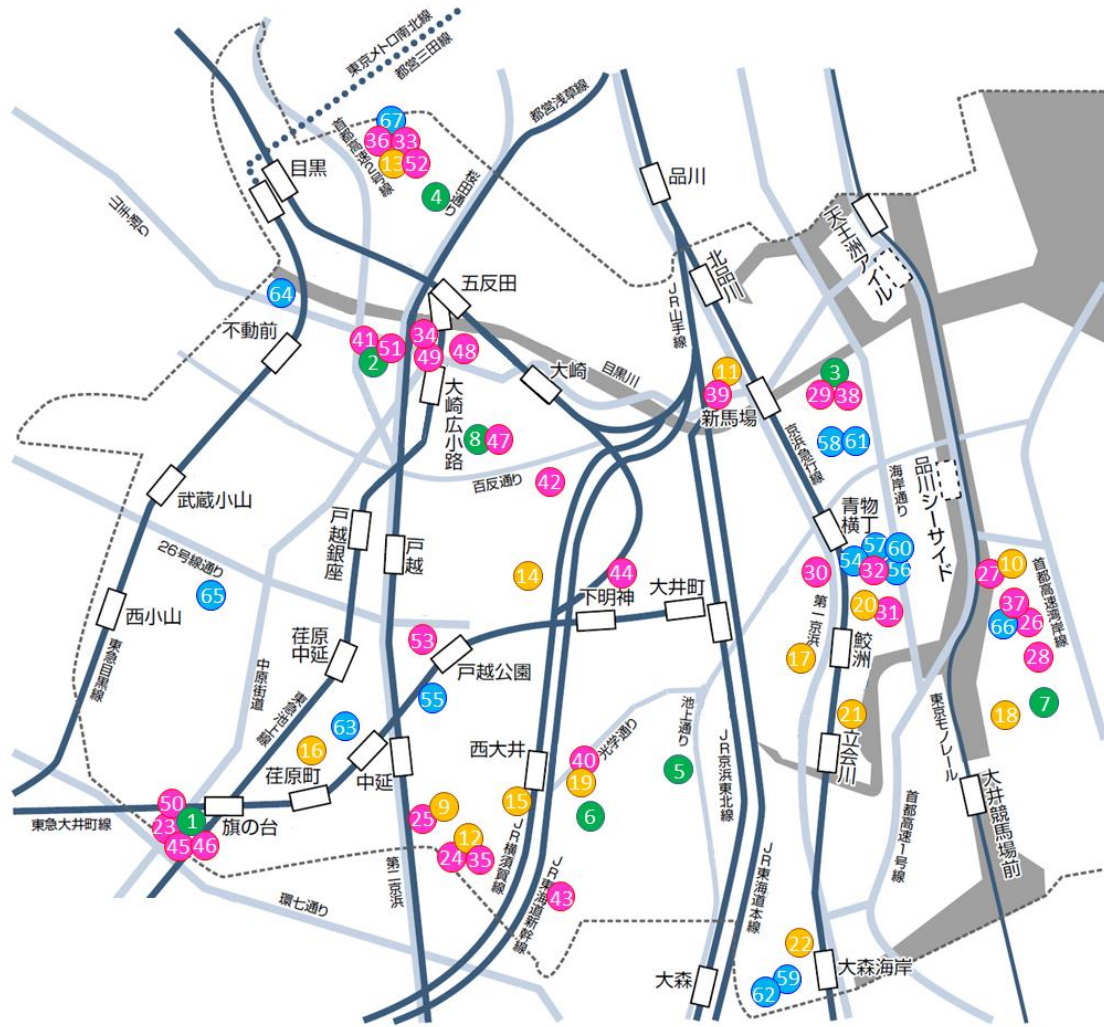 東京メトロ南北線
都営三田線
都営浅草線
首都高速2号線
桜田通り
山手通り
目黒
67
36
33
13
52
4
品川
天王洲アイル
北品川
JR山手線
五反田
64
不動前
41
51
34
2
49
48
大崎
目黒川
11
39
新馬場
3
29
38
大崎広小路
8
47
百反通り
42
京浜急行線
58
61
海岸通り
品川シーサイド
武蔵小山
戸越銀座
戸越
26号線通り
65
西小山
14
44
大井町
下明神
青物横丁
57
60
54
32
56
30
20
31
第一京浜
鮫洲
17
27
10
37
26
66
28
首都高速湾岸線
7
18
荏原中延
53
戸越公園
55
東急目黒線
中原街道
東急池上線
63
16
荏原町
中延
西大井
40
光学通り
19
池上通り
5
6
21
立会川
東京モノレール
大井競馬場前
50
1
23
45
46
旗の台
東急大井町線
25
9
12
24
35
15
JR横須賀線
JR東海道新幹線
43
第二京浜
環七通り
JR京浜東北線
JR東海道本線
首都高速1号線
22
大森海岸
59
62
大森